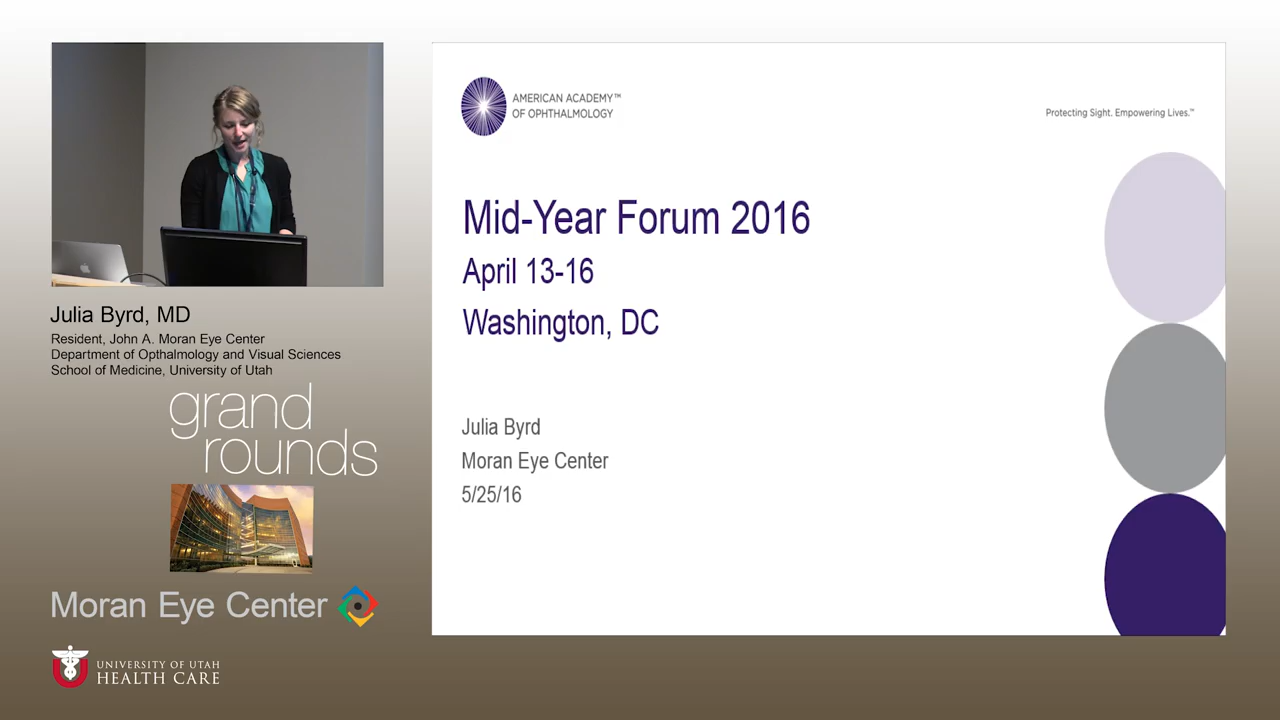 Julia Byrd, MD
Resident, John A. Moran Eye Center
Department of Opthalmology and Visual Sciences
School of Medicine, University of Utah
grand
rounds
Moran Eye Center
UNIVERSITY OF UTAH
HEALTH CARE
AMERICAN ACADEMY™
OF OPHTHALMOLOGY
Protecting Sight. Empowering Lives.™
Mid-Year Forum 2016
April 13-16
Washington, DC
Julia Byrd
Moran Eye Center
5/25/16